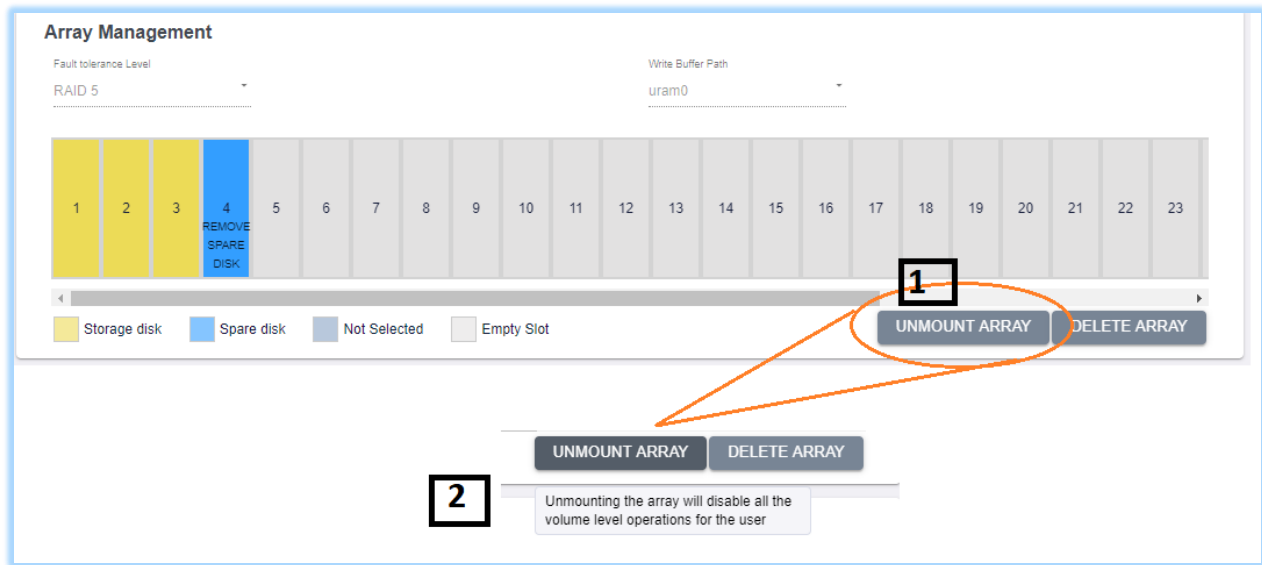 Array Management
Fault tolerance Level
Write Buffer Path
RAID 5
uram0
1 2 3 4 5 6 7 8 9 10 11 12 13 14 15 16 17 18 19 20 21 22 23
REMOVE
SPARE
DISK
1
Storage disk Spare disk Not Selected Empty Slot UNMOUNT ARRAY DELETE ARRAY
UNMOUNT ARRAY DELETE ARRAY
2
Unmounting the array will disable all the
volume level operations for the user